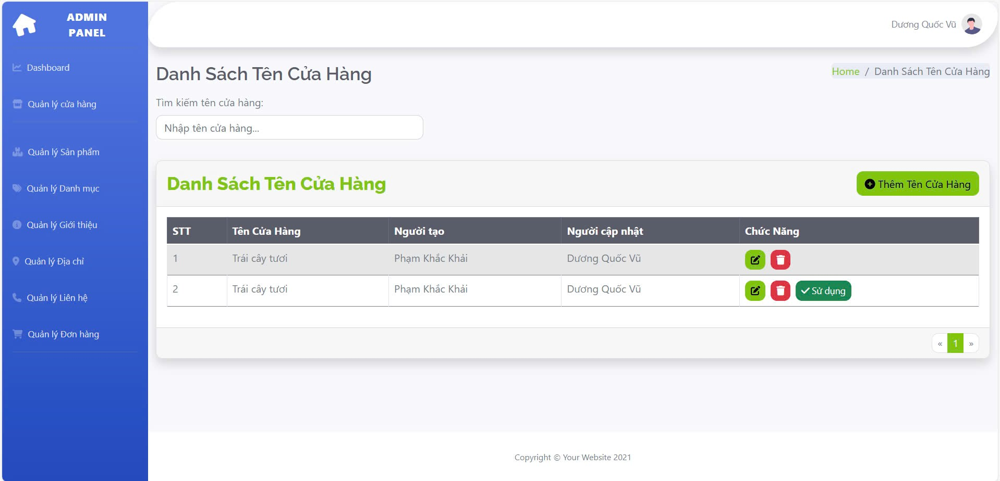 ADMIN
PANEL
Dashboard
Quản lý cửa hàng
Quản lý Sản phẩm
Quản lý Danh mục
Quản lý Giới thiệu
Quản lý Địa chỉ
Quản lý Liên hệ
Quản lý Đơn hàng
Dương Quốc Vũ
Danh Sách Tên Cửa Hàng
Home / Danh Sách Tên Cửa Hàng
Tìm kiếm tên cửa hàng:
Nhập tên cửa hàng...
Danh Sách Tên Cửa Hàng
Thêm Tên Cửa Hàng
STT Tên Cửa Hàng Người tạo Người cập nhật Chức Năng
1 Trái cây tươi Phạm Khắc Khải Dương Quốc Vũ
2 Trái cây tươi Phạm Khắc Khải Dương Quốc Vũ Sử dụng
« 1 »
Copyright © Your Website 2021